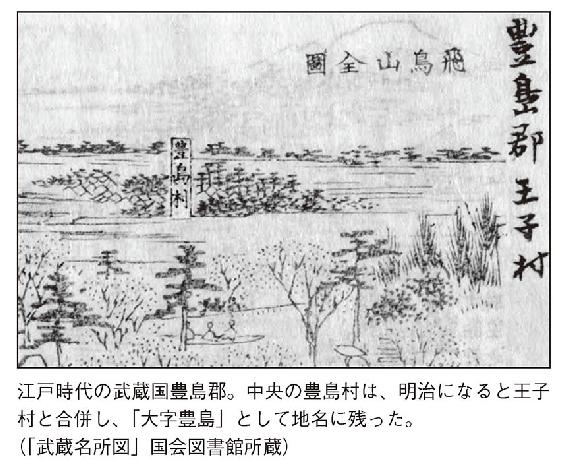 豊島郡王子村
飛鳥山全圖
豊島村
江戸時代の武蔵国豊島郡。中央の豊島村は、明治になると王子
村と合併し、「大字豊島」として地名に残った。
（「武蔵名所図」国会図書館所蔵）